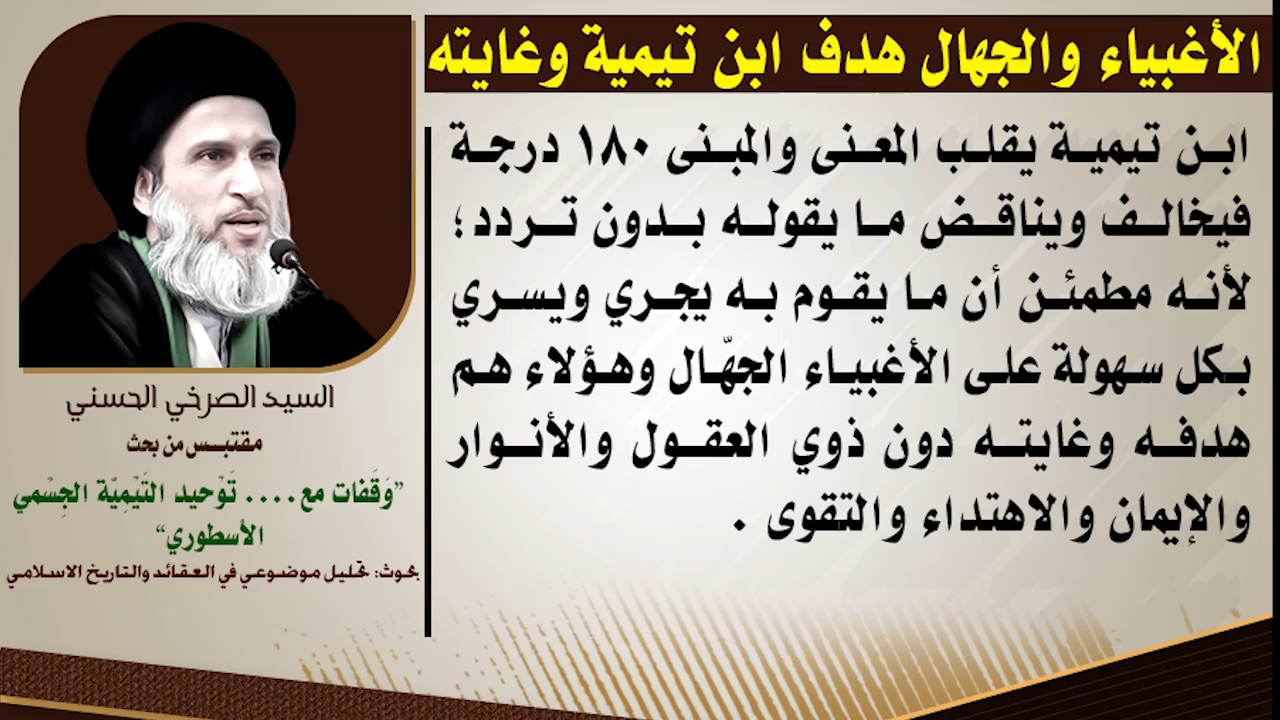 الأغبياء والجهال هدف ابن تيمية وغايته
ابن تيمية يقلب المعنى والمبنى ١٨٠ درجة
فيخالف ويناقض ما يقوله بدون تردد؛
لأنه مطمئن أن ما يقوم به يجري ويسري
بكل سهولة على الأغبياء الجهّال وهؤلاء هم
هدفه وغايته دون ذوي العقول والأنوار
والإيمان والاهتداء والتقوى .
السيد الصرخي الحسني
مقتبس من بحث
”وَقَفات مع.... تَوْحيد التَيْمِيّة الجِسْمي
الأسطوري“
بحوث: تحليل موضوعي في العقائد والتاريخ الاسلامي